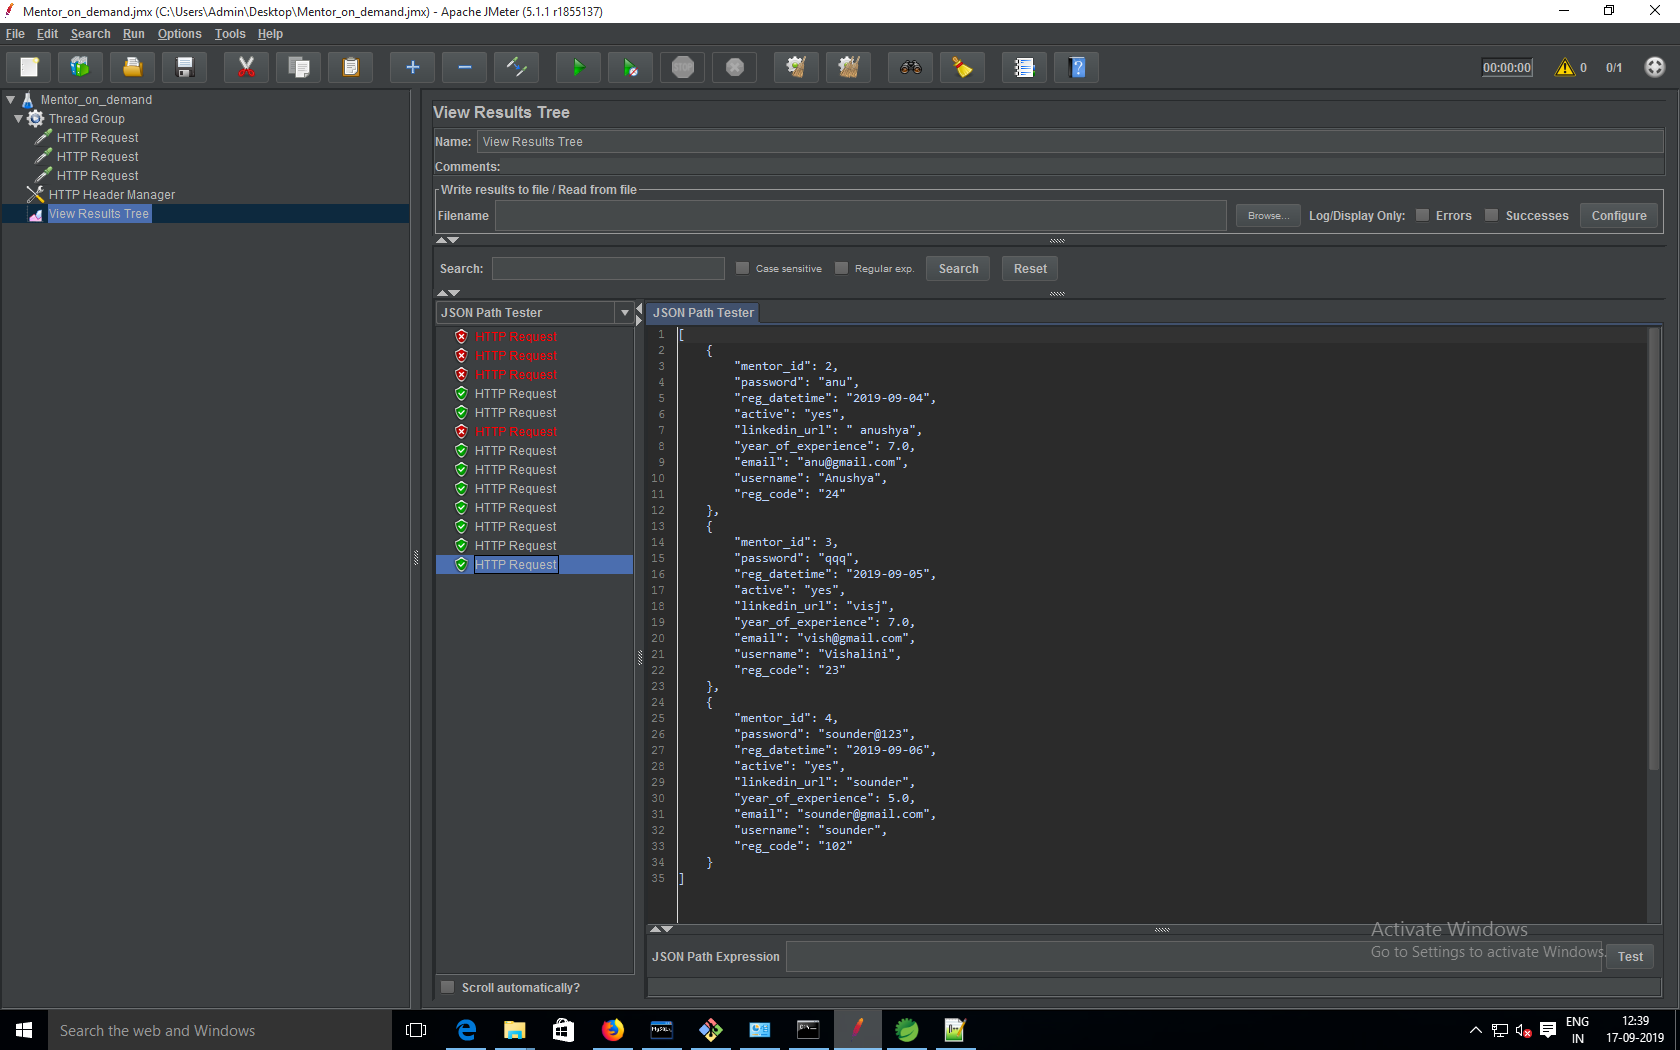 Mentor_on_demand.jmx (C:\Users\Admin\Desktop\Mentor_on_demand.jmx) - Apache JMeter (5.1.1 r1855137)
File Edit Search Run Options Tools Help
00:00:00 0 0/1
Mentor_on_demand
Thread Group
HTTP Request
HTTP Request
HTTP Request
HTTP Header Manager
View Results Tree
View Results Tree
Name: View Results Tree
Comments:
Write results to file / Read from file
Filename Browse... Log/Display Only: Errors Successes Configure
Search: Case sensitive Regular exp. Search Reset
JSON Path Tester
HTTP Request
HTTP Request
HTTP Request
HTTP Request
HTTP Request
HTTP Request
HTTP Request
HTTP Request
HTTP Request
HTTP Request
HTTP Request
HTTP Request
HTTP Request
Scroll automatically?
JSON Path Tester
1 [
2 {
3 "mentor_id": 2,
4 "password": "anu",
5 "reg_datetime": "2019-09-04",
6 "active": "yes",
7 "linkedin_url": " anushya",
8 "year_of_experience": 7.0,
9 "email": "anu@gmail.com",
10 "username": "Anushya",
11 "reg_code": "24"
12 },
13 {
14 "mentor_id": 3,
15 "password": "qqq",
16 "reg_datetime": "2019-09-05",
17 "active": "yes",
18 "linkedin_url": "visj",
19 "year_of_experience": 7.0,
20 "email": "vish@gmail.com",
21 "username": "Vishalini",
22 "reg_code": "23"
23 },
24 {
25 "mentor_id": 4,
26 "password": "sounder@123",
27 "reg_datetime": "2019-09-06",
28 "active": "yes",
29 "linkedin_url": "sounder",
30 "year_of_experience": 5.0,
31 "email": "sounder@gmail.com",
32 "username": "sounder",
33 "reg_code": "102"
34 }
35 ]
Activate Windows
Go to Settings to activate Windows.
JSON Path Expression Test
Search the web and Windows
ENG
IN
12:39
17-09-2019